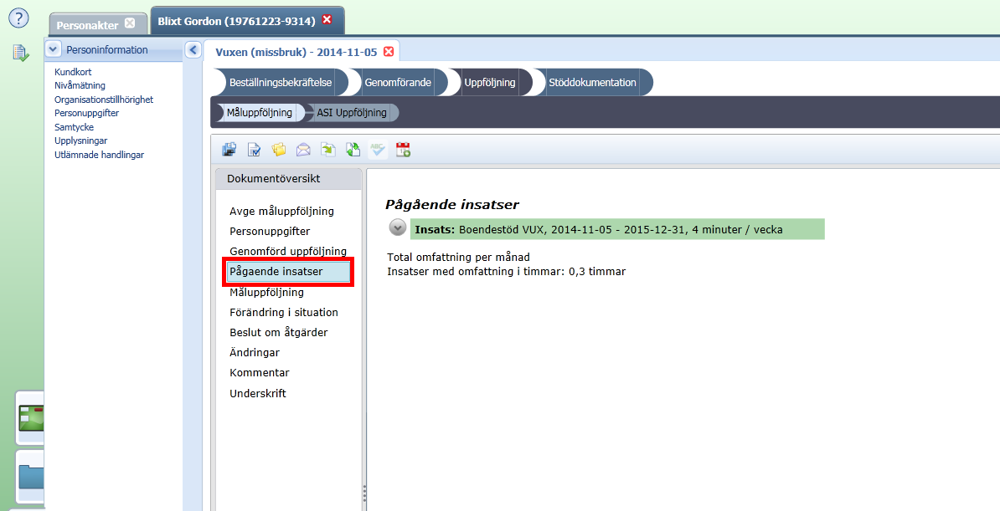 Personakter
Blixt Gordon (19761223-9314)
Personinformation
Kundkort
Nivåmätning
Organisationstillhörighet
Personuppgifter
Samtycke
Upplysningar
Utlämnade handlingar
Vuxen (missbruk) - 2014-11-05
Beställningsbekräftelse
Genomförande
Uppföljning
Stöddokumentation
Måluppföljning
ASI Uppföljning
ABC
Dokumentöversikt
Avge måluppföljning
Personuppgifter
Genomförd uppföljning
Pågaende insatser
Måluppföljning
Förändring i situation
Beslut om åtgärder
Ändringar
Kommentar
Underskrift
Pågående insatser
Insats: Boendestöd VUX, 2014-11-05 - 2015-12-31, 4 minuter / vecka
Total omfattning per månad
Insatser med omfattning i timmar: 0,3 timmar